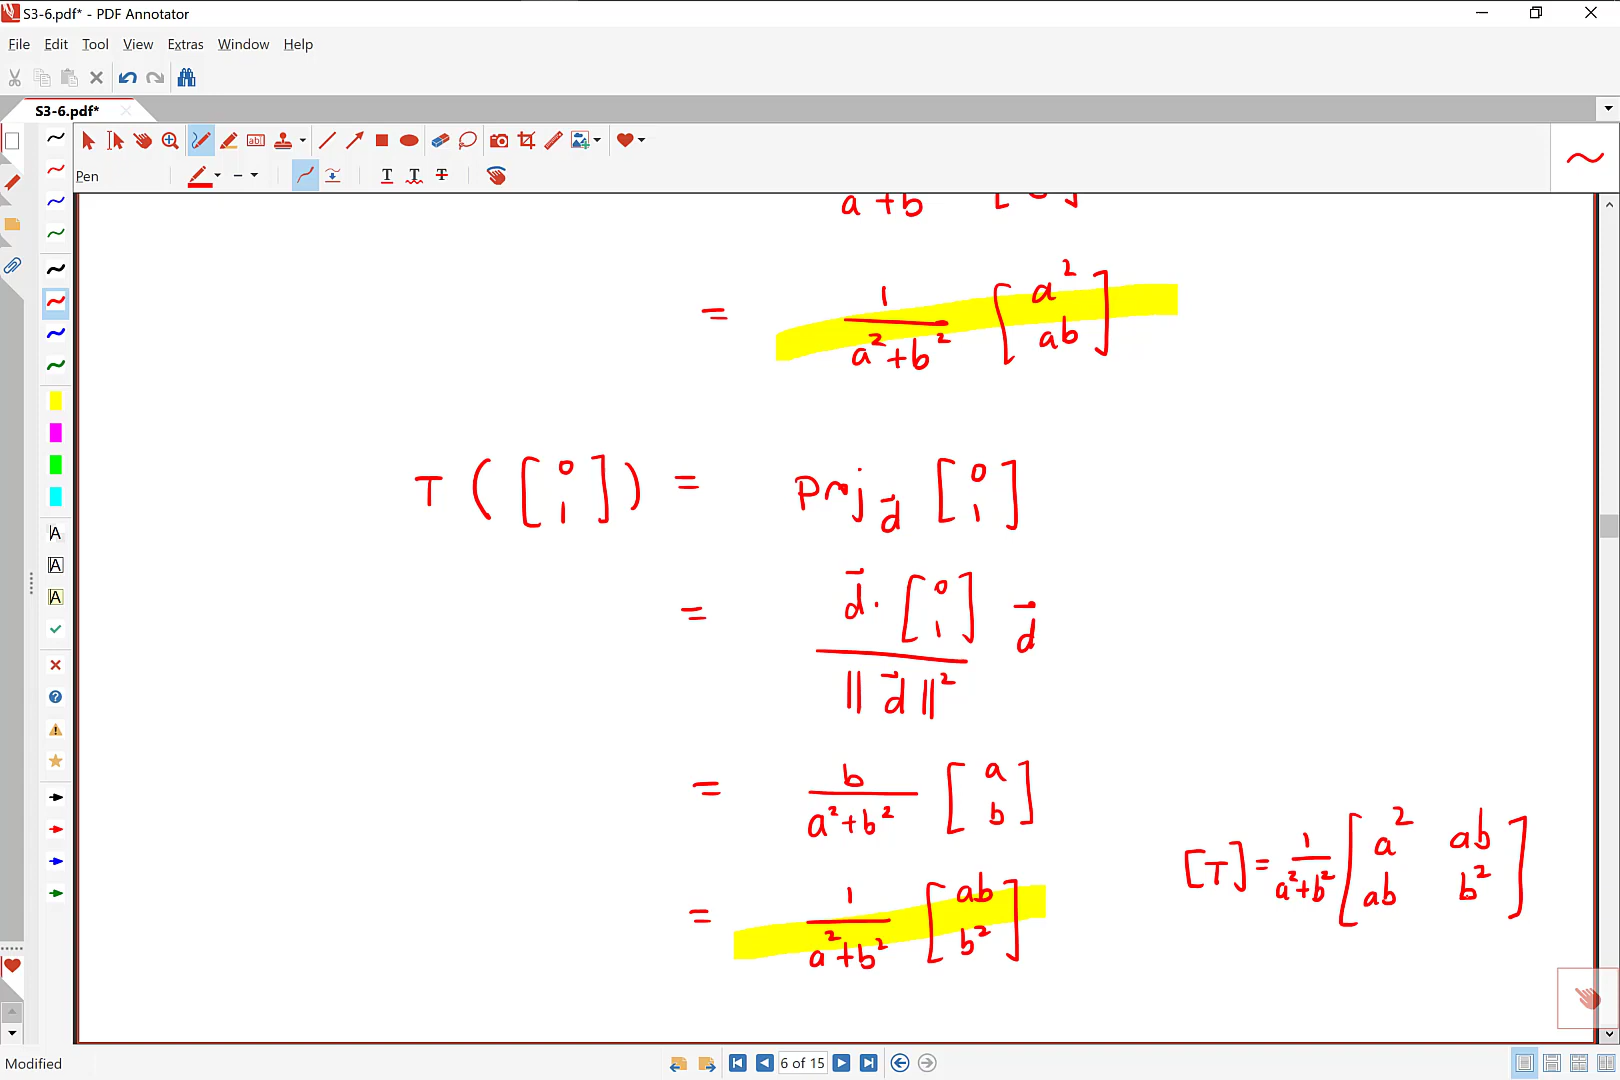 S3-6.pdf* - PDF Annotator
File Edit Tool View Extras Window Help
S3-6.pdf*
Pen
a + b
= 1/(a²+b²) [a² ab]
T([0 1]) = Proj_d⃗ [0 1]
= (d⃗ · [0 1]) / ||d⃗||² d⃗
= b/(a²+b²) [a b]
= 1/(a²+b²) [ab b²]
[T] = 1/(a²+b²) [a² ab
ab b²]
Modified
6 of 15